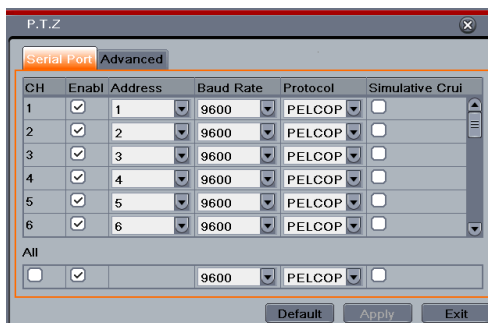 P.T.Z
Serial Port Advanced
CH Enabl Address Baud Rate Protocol Simulative Crui
1 1 9600 PELCOP
2 2 9600 PELCOP
3 3 9600 PELCOP
4 4 9600 PELCOP
5 5 9600 PELCOP
6 6 9600 PELCOP
All
9600 PELCOP
Default Apply Exit